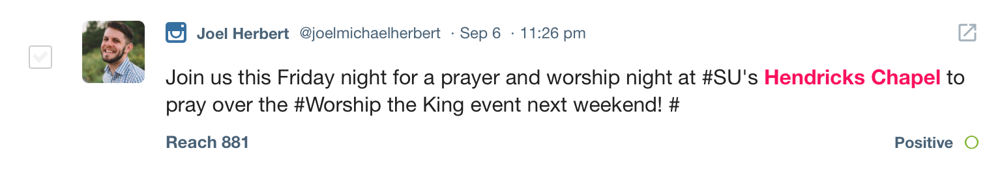 Joel Herbert @joelmichaelherbert · Sep 6 · 11:26 pm
Join us this Friday night for a prayer and worship night at #SU's Hendricks Chapel to
pray over the #Worship the King event next weekend! #
Reach 881
Positive